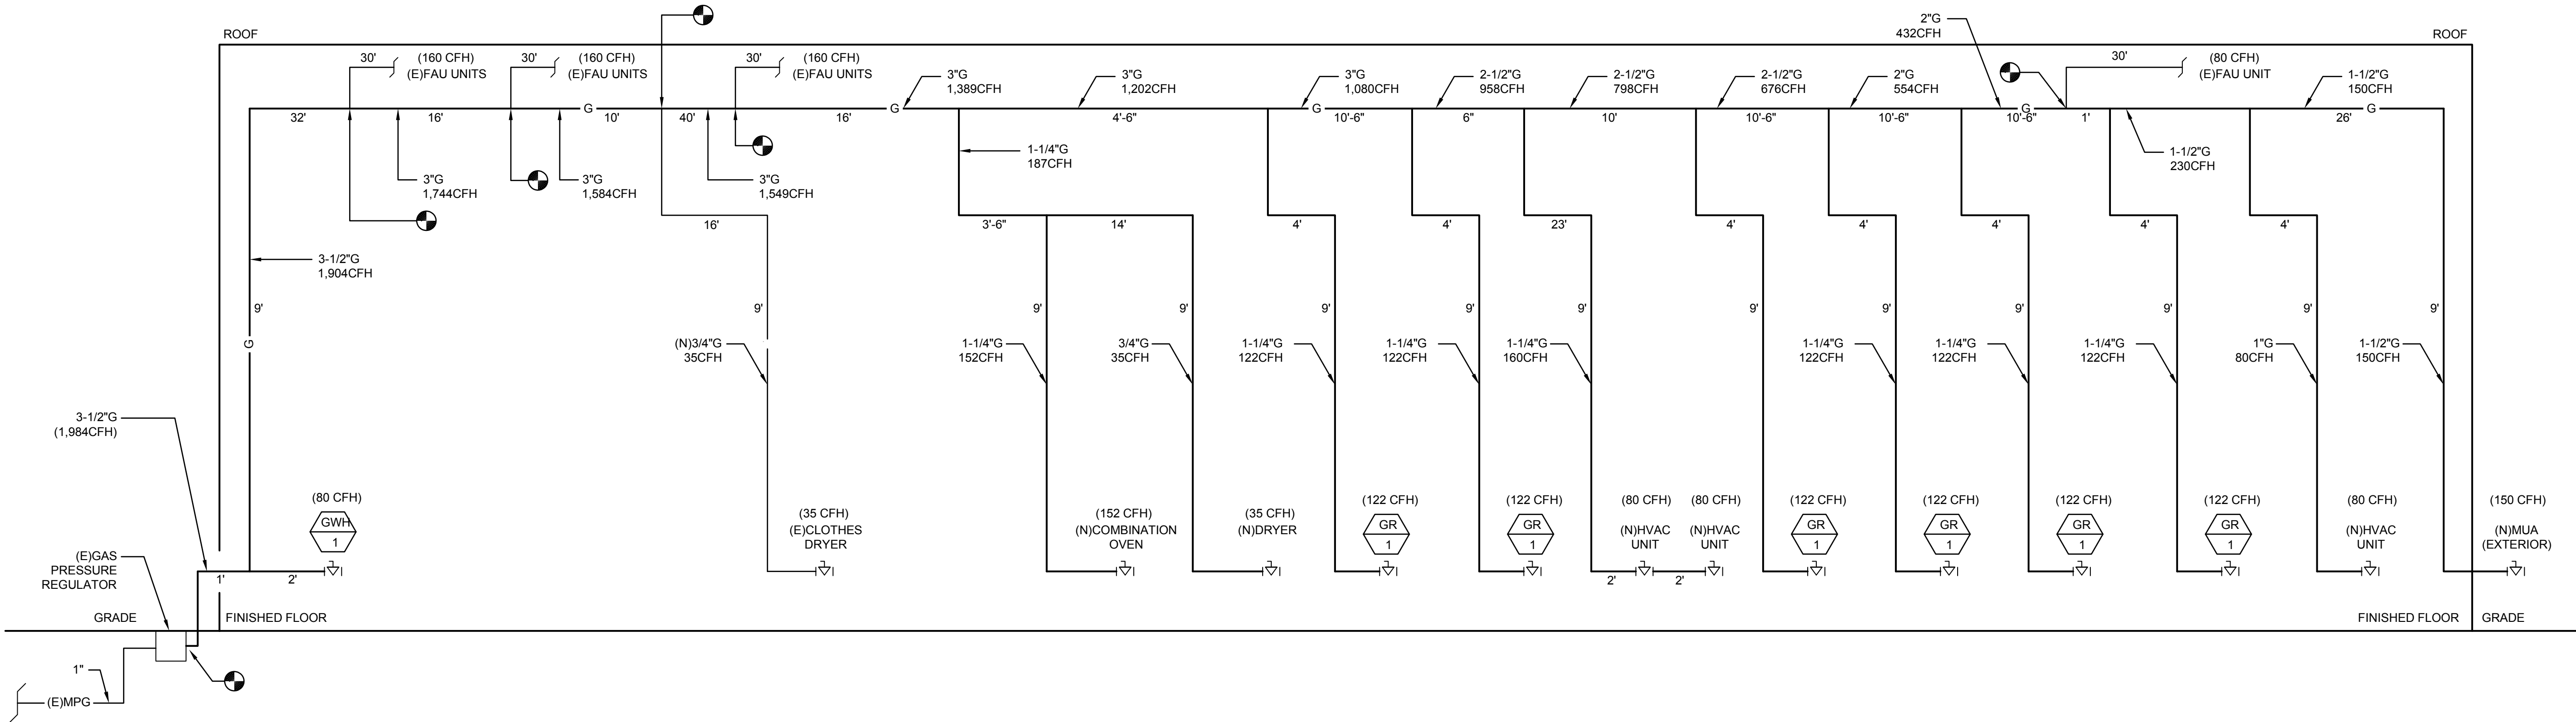 2"G
432CFH
ROOF
ROOF
30'
(160 CFH)
(E)FAU UNITS
30'
(160 CFH)
(E)FAU UNITS
30'
(160 CFH)
(E)FAU UNITS
3"G
1,389CFH
3"G
1,202CFH
3"G
1,080CFH
2-1/2"G
958CFH
2-1/2"G
798CFH
2-1/2"G
676CFH
2"G
554CFH
30'
(80 CFH)
(E)FAU UNIT
1-1/2"G
150CFH
G
G
G
G
G
32'
16'
10'
40'
16'
4'-6"
10'-6"
6"
10'
10'-6"
10'-6"
10'-6"
1'
26'
1-1/4"G
187CFH
1-1/2"G
230CFH
3"G
1,744CFH
3"G
1,584CFH
3"G
1,549CFH
16'
3'-6"
14'
4'
4'
23'
4'
4'
4'
4'
4'
3-1/2"G
1,904CFH
9'
9'
9'
9'
9'
9'
9'
9'
9'
9'
9'
9'
9'
G
(N)3/4"G
35CFH
1-1/4"G
152CFH
3/4"G
35CFH
1-1/4"G
122CFH
1-1/4"G
122CFH
1-1/4"G
160CFH
1-1/4"G
122CFH
1-1/4"G
122CFH
1-1/4"G
122CFH
1"G
80CFH
1-1/2"G
150CFH
3-1/2"G
(1,984CFH)
(80 CFH)
GWH
1
(35 CFH)
(E)CLOTHES
DRYER
(152 CFH)
(N)COMBINATION
OVEN
(35 CFH)
(N)DRYER
(122 CFH)
GR
1
(122 CFH)
GR
1
(80 CFH)
(N)HVAC
UNIT
(80 CFH)
(N)HVAC
UNIT
(122 CFH)
GR
1
(122 CFH)
GR
1
(122 CFH)
GR
1
(122 CFH)
GR
1
(80 CFH)
(N)HVAC
UNIT
(150 CFH)
(N)MUA
(EXTERIOR)
(E)GAS
PRESSURE
REGULATOR
1'
2'
2'
2'
GRADE
FINISHED FLOOR
FINISHED FLOOR
GRADE
1"
(E)MPG